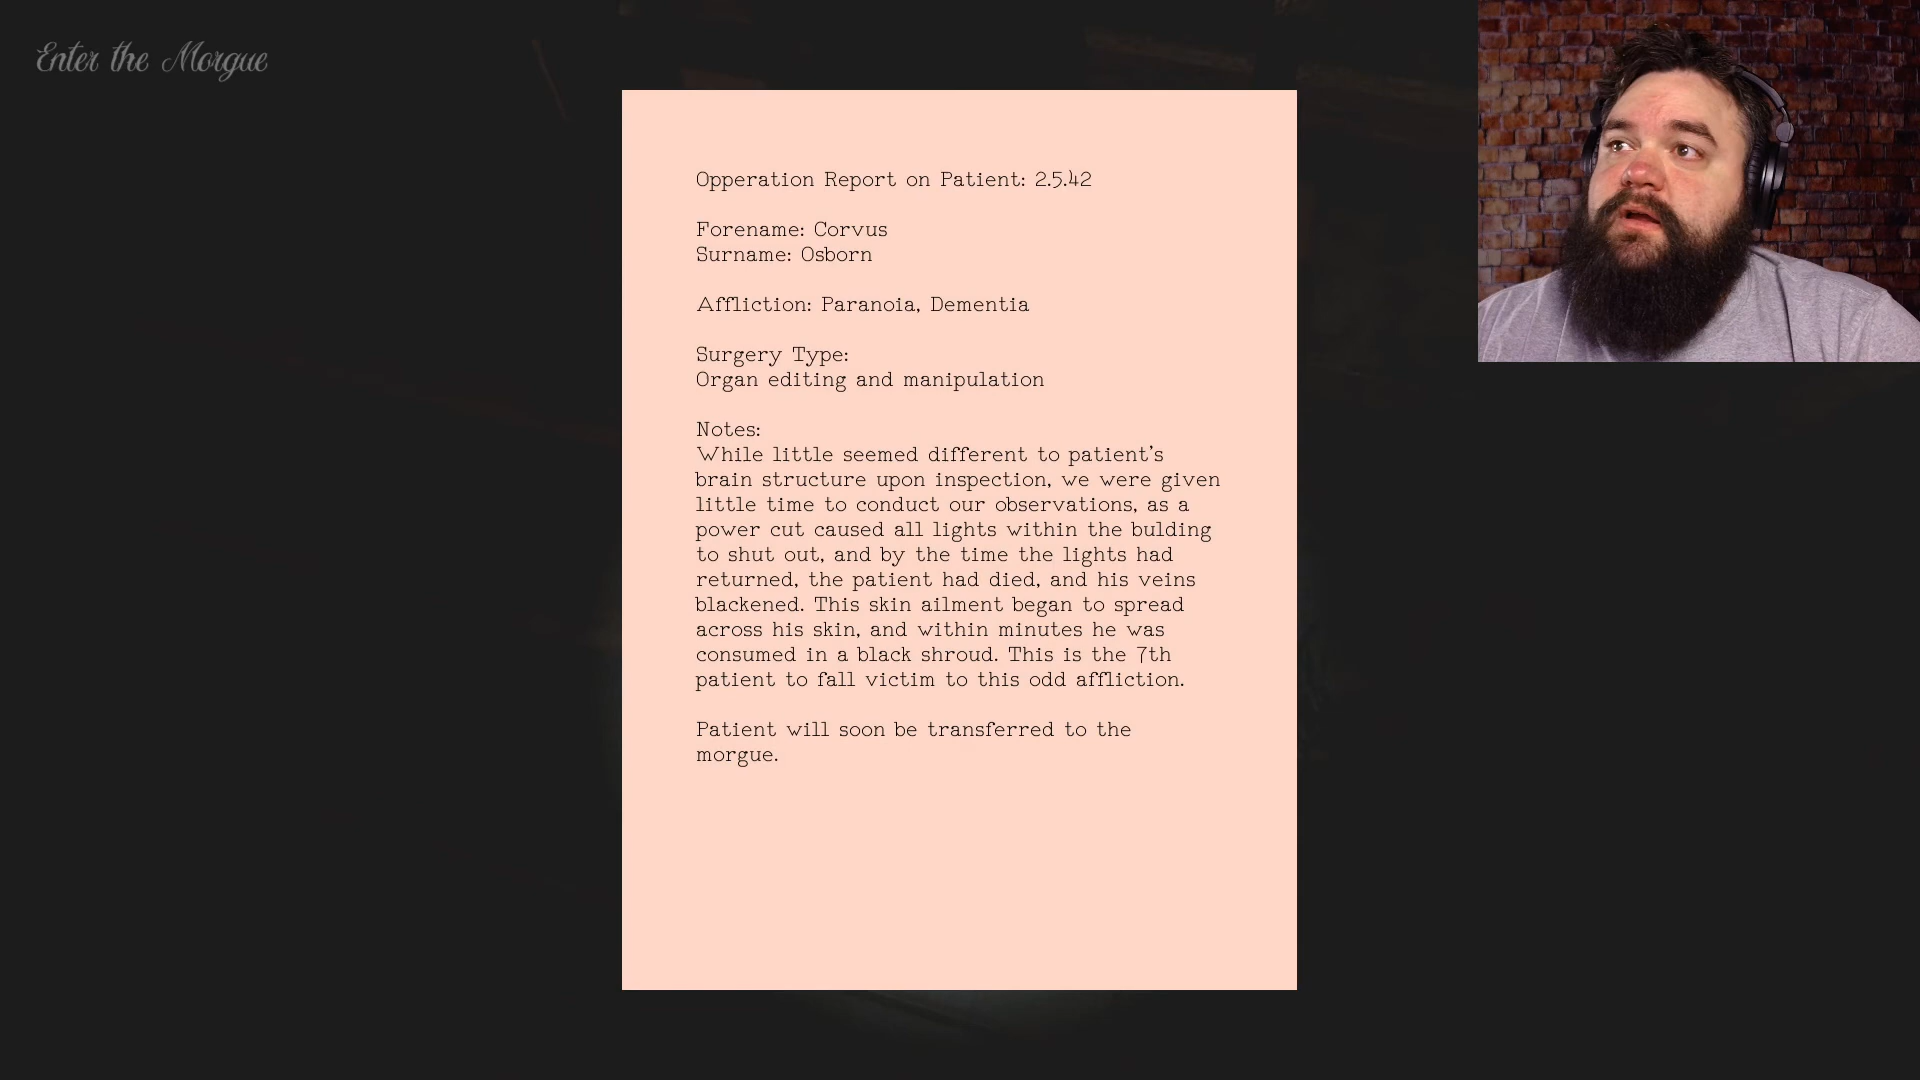 Enter the Morgue
Opperation Report on Patient: 2.5.42
Forename: Corvus
Surname: Osborn
Affliction: Paranoia, Dementia
Surgery Type:
Organ editing and manipulation
Notes:
While little seemed different to patient's
brain structure upon inspection, we were given
little time to conduct our observations, as a
power cut caused all lights within the bulding
to shut out, and by the time the lights had
returned, the patient had died, and his veins
blackened. This skin ailment began to spread
across his skin, and within minutes he was
consumed in a black shroud. This is the 7th
patient to fall victim to this odd affliction.
Patient will soon be transferred to the
morgue.